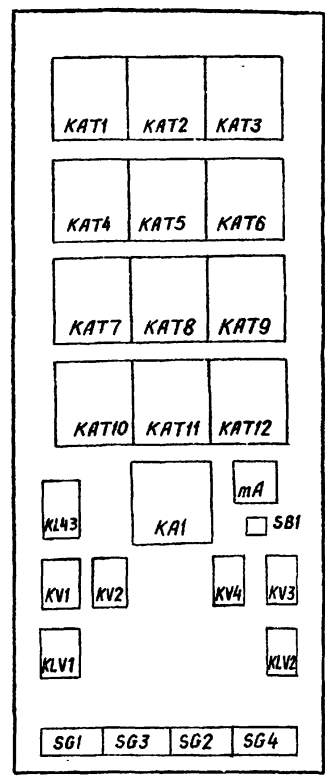 KAT1 KAT2 KAT3
KAT4 KAT5 KAT6
KAT7 KAT8 KAT9
KAT10 KAT11 KAT12
mA
KL43 KA1 SB1
KV1 KV2 KV4 KV3
KLV1 KLV2
SG1 SG3 SG2 SG4